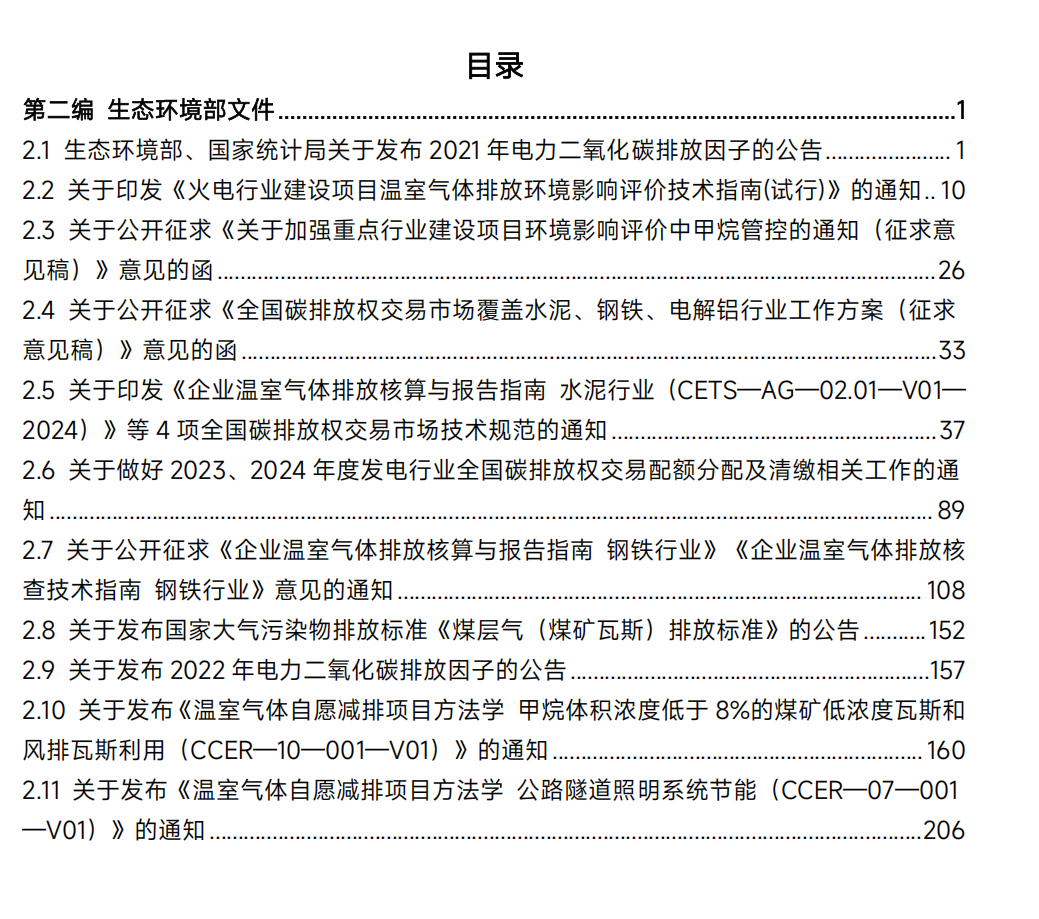 目录
第二编 生态环境部文件........................................................................................................1
2.1 生态环境部、国家统计局关于发布 2021 年电力二氧化碳排放因子的公告..................... 1
2.2 关于印发《火电行业建设项目温室气体排放环境影响评价技术指南(试行)》的通知.. 10
2.3 关于公开征求《关于加强重点行业建设项目环境影响评价中甲烷管控的通知（征求意
见稿）》意见的函........................................................................................................26
2.4 关于公开征求《全国碳排放权交易市场覆盖水泥、钢铁、电解铝行业工作方案（征求
意见稿）》意见的函........................................................................................................33
2.5 关于印发《企业温室气体排放核算与报告指南 水泥行业（CETS—AG—02.01—V01—
2024）》等 4 项全国碳排放权交易市场技术规范的通知........................................................37
2.6 关于做好 2023、2024 年度发电行业全国碳排放权交易配额分配及清缴相关工作的通
知........................................................................................................ 89
2.7 关于公开征求《企业温室气体排放核算与报告指南 钢铁行业》《企业温室气体排放核
查技术指南 钢铁行业》意见的通知........................................................................................ 108
2.8 关于发布国家大气污染物排放标准《煤层气（煤矿瓦斯）排放标准》的公告...........152
2.9 关于发布 2022 年电力二氧化碳排放因子的公告..............................................................157
2.10 关于发布《温室气体自愿减排项目方法学 甲烷体积浓度低于 8%的煤矿低浓度瓦斯和
风排瓦斯利用（CCER—10—001—V01）》的通知................................................................ 160
2.11 关于发布《温室气体自愿减排项目方法学 公路隧道照明系统节能（CCER—07—001
—V01）》的通知........................................................................................................206